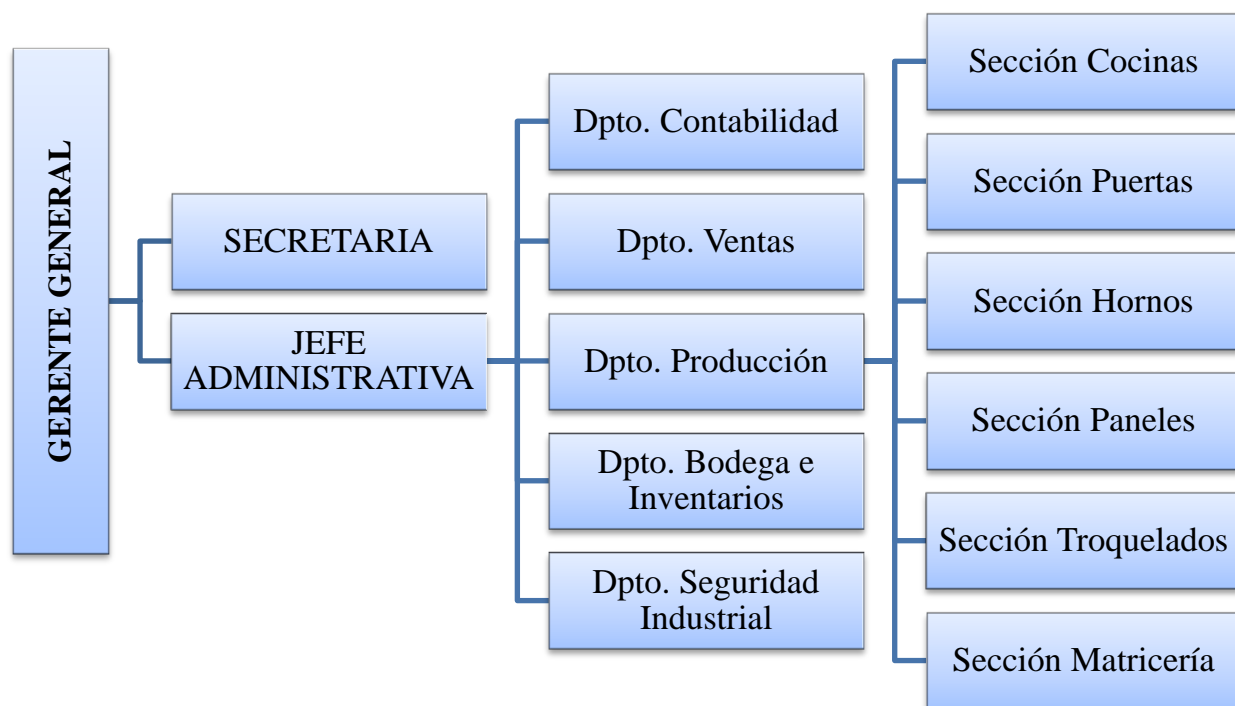 GERENTE GENERAL
SECRETARIA
JEFE
ADMINISTRATIVA
Dpto. Contabilidad
Dpto. Ventas
Dpto. Producción
Dpto. Bodega e
Inventarios
Dpto. Seguridad
Industrial
Sección Cocinas
Sección Puertas
Sección Hornos
Sección Paneles
Sección Troquelados
Sección Matricería